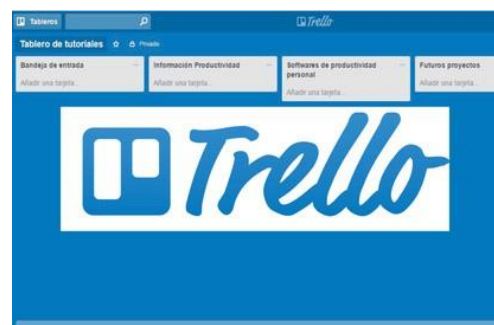 Tableros
Trello
Tablero de tutoriales
Privado
Bandeja de entrada
Añadir una tarjeta...
Información Productividad
Añadir una tarjeta...
Softwares de productividad
personal
Añadir una tarjeta...
Futuros proyectos
Añadir una tarjeta...
Trello